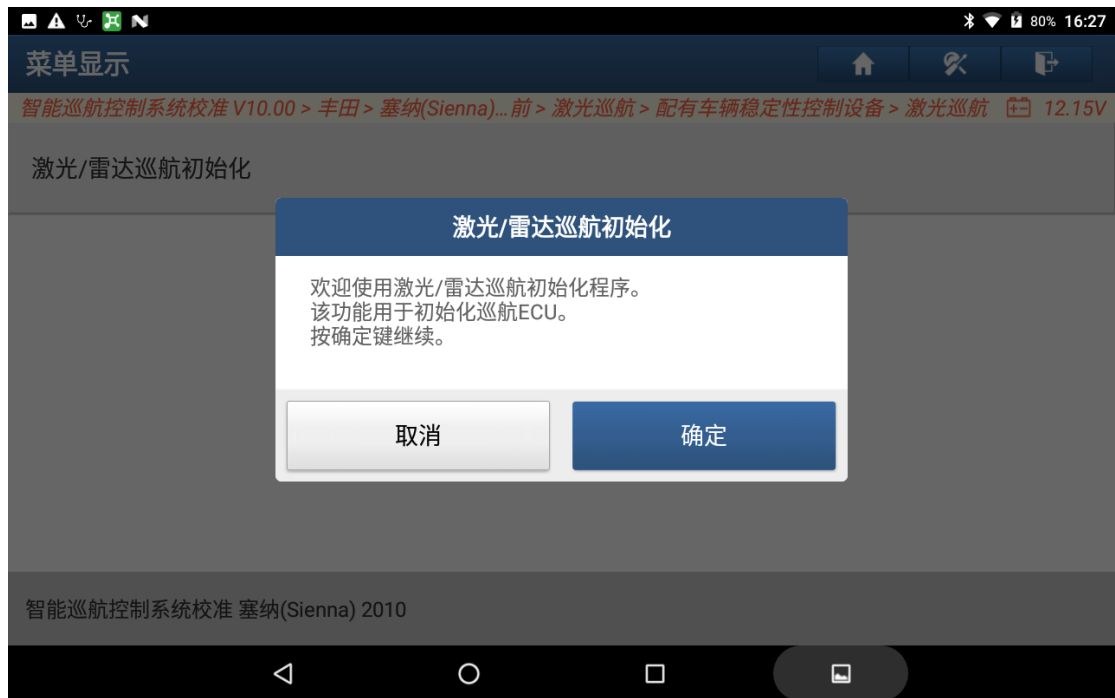 80% 16:27
菜单显示
智能巡航控制系统校准 V10.00 > 丰田 > 塞纳(Sienna)...前 > 激光巡航 > 配有车辆稳定性控制设备 > 激光巡航 12.15V
激光/雷达巡航初始化
激光/雷达巡航初始化
欢迎使用激光/雷达巡航初始化程序。
该功能用于初始化巡航ECU。
按确定键继续。
取消 确定
智能巡航控制系统校准 塞纳(Sienna) 2010